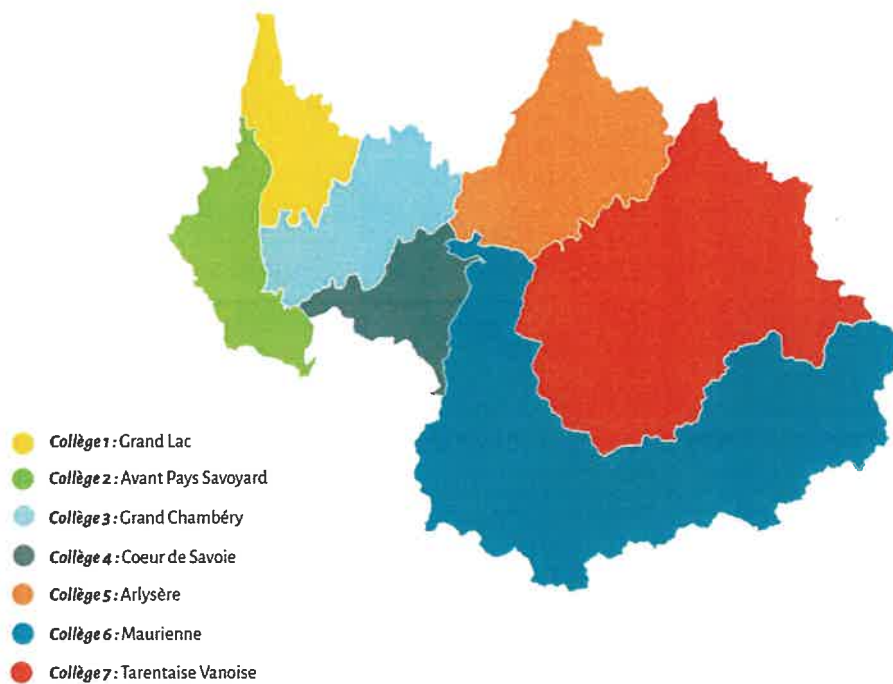 Collège 1 : Grand Lac
Collège 2 : Avant Pays Savoyard
Collège 3 : Grand Chambéry
Collège 4 : Coeur de Savoie
Collège 5 : Arlysère
Collège 6 : Maurienne
Collège 7 : Tarentaise Vanoise